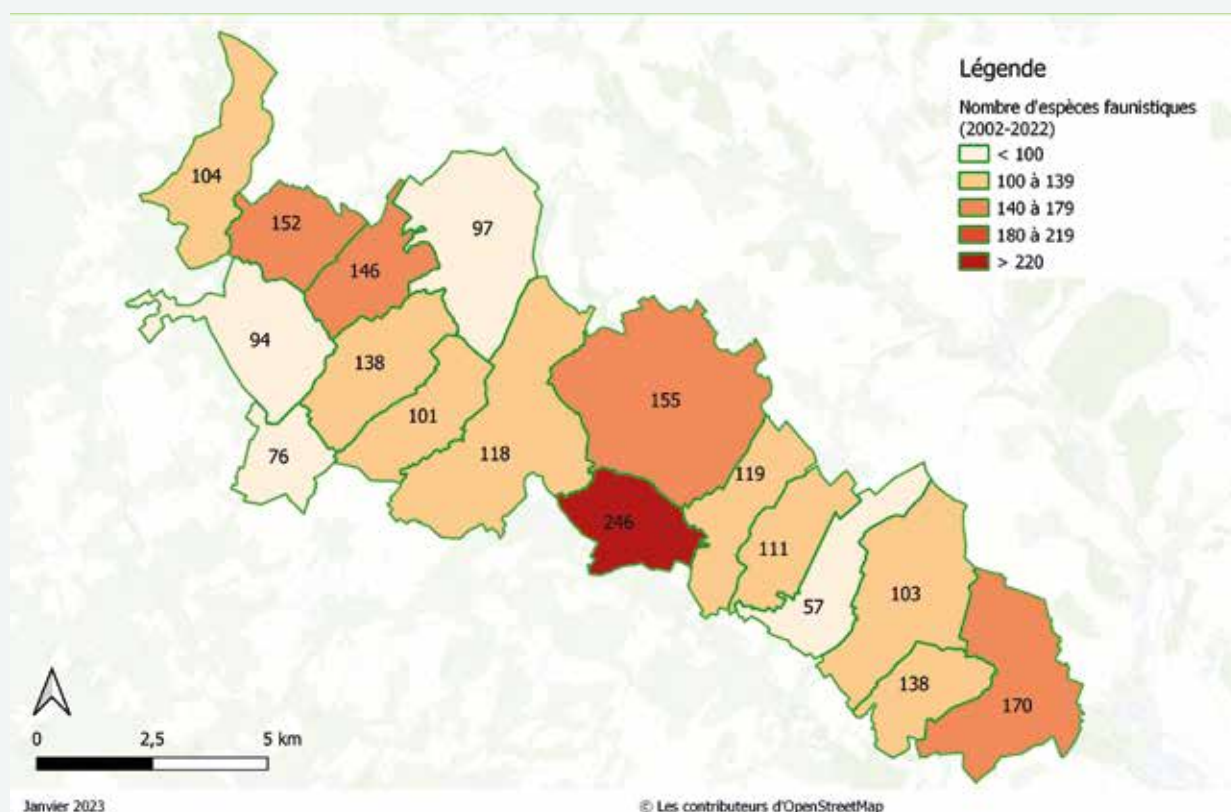 Légende
Nombre d'espèces faunistiques
(2002-2022)
< 100
100 à 139
140 à 179
180 à 219
> 220
104
152
146
97
94
138
101
76
118
155
119
246
111
57
103
138
170
0 2,5 5 km
Janvier 2023
© Les contributeurs d'OpenStreetMap